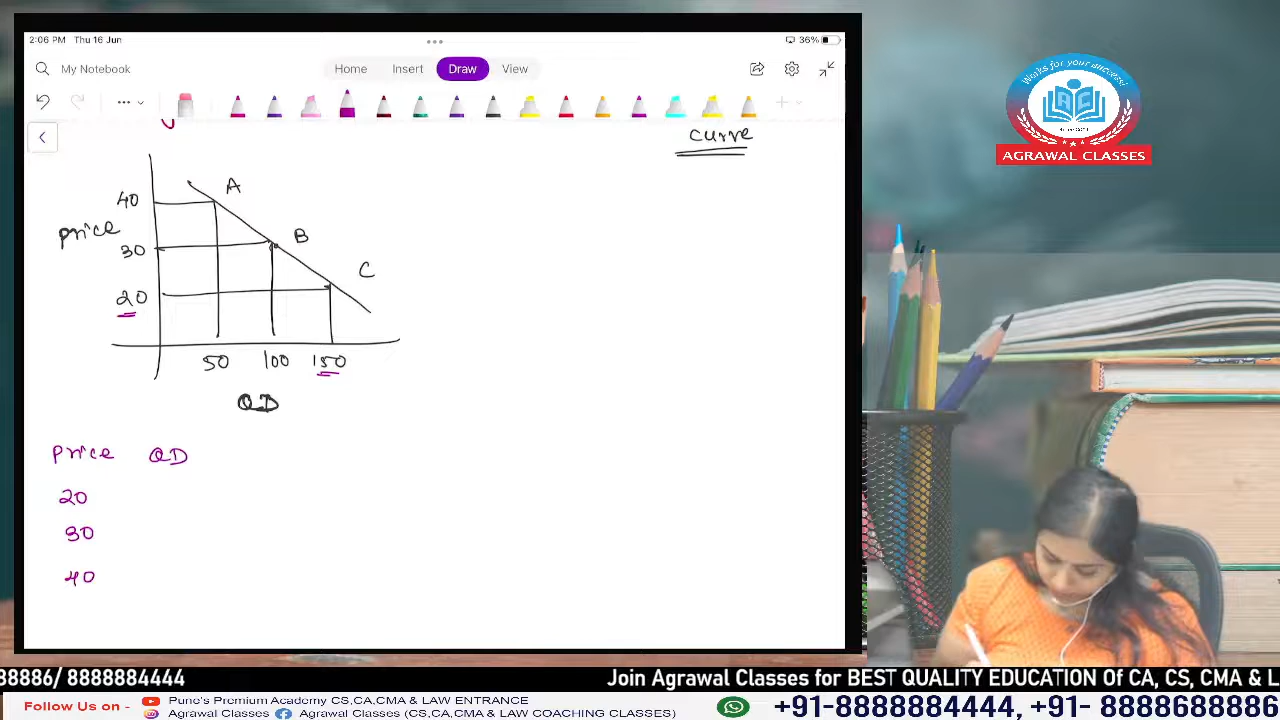 2:06 PM Thu 16 Jun
36%
My Notebook
Home Insert Draw View
curve
A
40
price
B
30
C
20
50 100 150
QD
Price QD
20
30
40
Works for your success!
AC
AGRAWAL CLASSES
88886/ 8888884444
Join Agrawal Classes for BEST QUALITY EDUCATION Of CA, CS, CMA & L
Follow Us on -
Pune's Premium Academy CS,CA,CMA & LAW ENTRANCE
Agrawal Classes
Agrawal Classes (CS,CA,CMA & LAW COACHING CLASSES)
+91-8888884444, +91- 8888688886